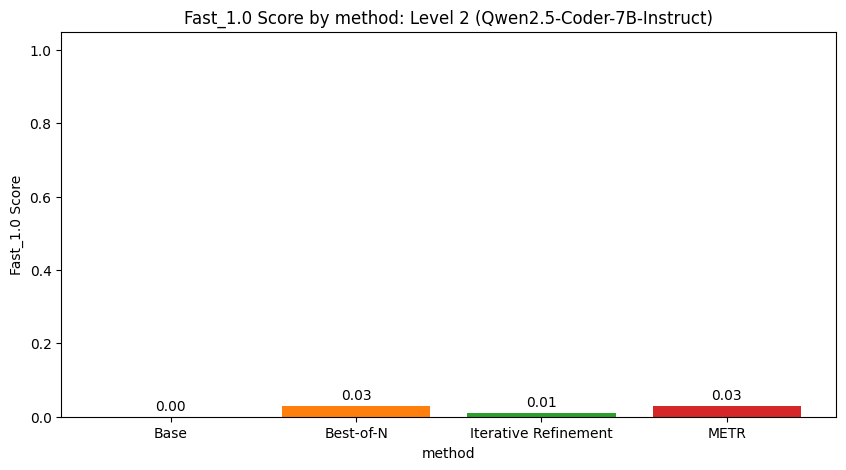 Fast_1.0 Score by method: Level 2 (Qwen2.5-Coder-7B-Instruct)
Fast_1.0 Score
1.0
0.8
0.6
0.4
0.2
0.0
0.00
0.03
0.01
0.03
Base
Best-of-N
Iterative Refinement
METR
method